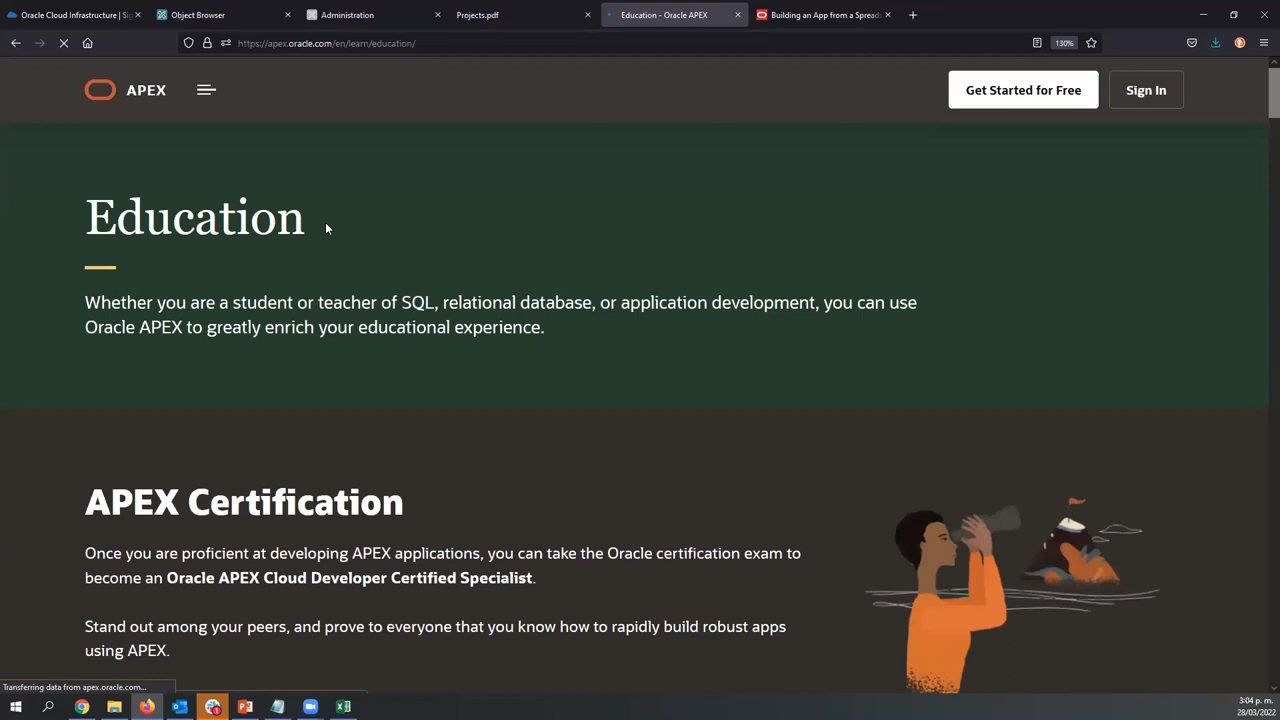 Oracle Cloud Infrastructure | Sig
Object Browser
Administration
Projects.pdf
Education - Oracle APEX
Building an App from a Spreads
https://apex.oracle.com/en/learn/education/
130%
APEX
Get Started for Free
Sign In
Education
Whether you are a student or teacher of SQL, relational database, or application development, you can use
Oracle APEX to greatly enrich your educational experience.
APEX Certification
Once you are proficient at developing APEX applications, you can take the Oracle certification exam to
become an Oracle APEX Cloud Developer Certified Specialist.
Stand out among your peers, and prove to everyone that you know how to rapidly build robust apps
using APEX.
Transferring data from apex.oracle.com...
3:04 p. m.
28/03/2022